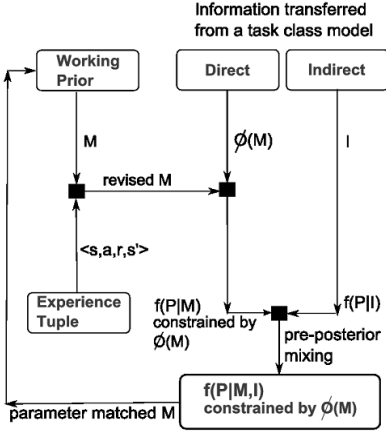 Information transferred
from a task class model
Working
Prior
Direct
Indirect
M
Ø(M)
I
revised M
<s,a,r,s'>
Experience
Tuple
f(P|M)
constrained by
Ø(M)
f(P|I)
pre-posterior
mixing
f(P|M,I)
constrained by Ø(M)
parameter matched M